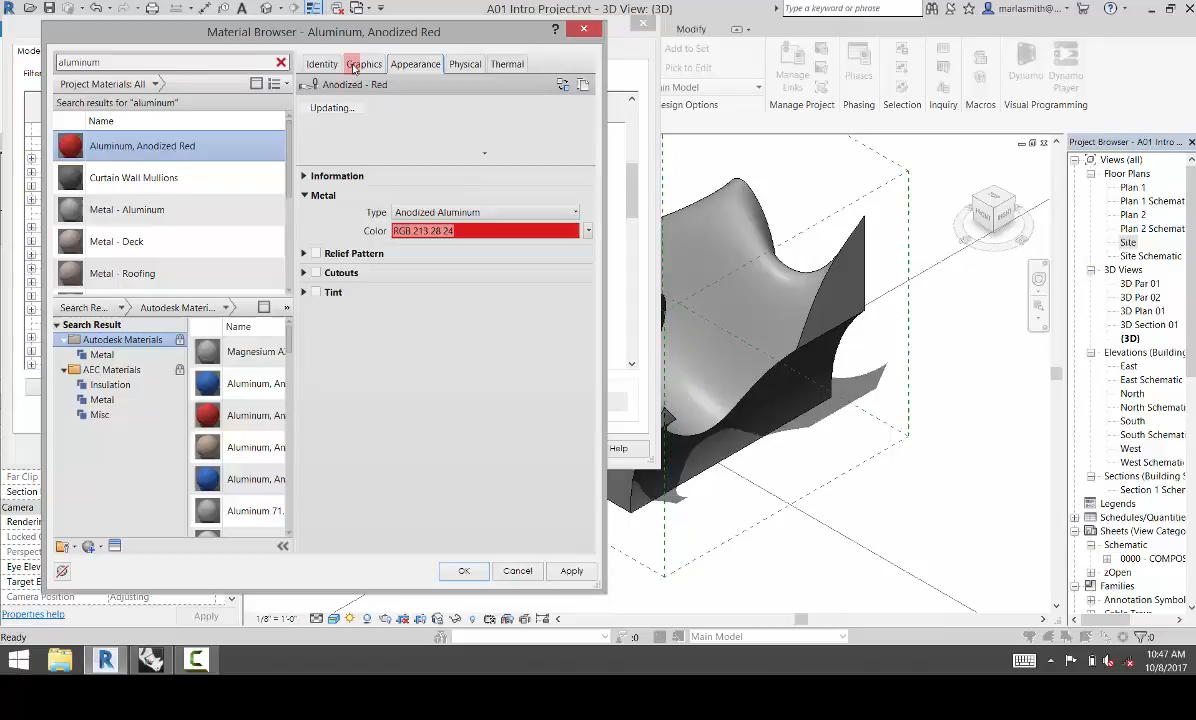 A01 Intro Project.rvt - 3D View: {3D}
Type a keyword or phrase
marlasmith@...
Material Browser - Aluminum, Anodized Red
?
Modify
aluminum
Identity
Graphics
Appearance
Physical
Thermal
Project Materials: All
Search results for "aluminum"
Name
Aluminum, Anodized Red
Curtain Wall Mullions
Metal - Aluminum
Metal - Deck
Metal - Roofing
Anodized - Red
Updating...
Information
Metal
Type
Anodized Aluminum
Color
RGB 213 28 24
Relief Pattern
Cutouts
Tint
Search Re...
Autodesk Materi...
Search Result
Autodesk Materials
Metal
AEC Materials
Insulation
Metal
Misc
Name
Magnesium A
Aluminum, An
Aluminum, An
Aluminum, An
Aluminum, An
Aluminum 71.
OK
Cancel
Apply
Help
Mode
Filter
Add to Set
Pick to Edit
n Model
esign Options
Manage
Links
Manage Project
Phases
Phasing
Selection
Inquiry
Macros
Dynamo
Dynamo
Player
Visual Programming
TOP
FRONT
RIGHT
Project Browser - A01 Intro ...
Views (all)
Floor Plans
Plan 1
Plan 1 Schemat
Plan 2
Plan 2 Schemat
Site
Site Schematic
3D Views
3D Par 01
3D Par 02
3D Plan 01
3D Section 01
{3D}
Elevations (Building
East
East Schematic
North
North Schemat
South
South Schemati
West
West Schemati
Sections (Building S
Section 1 Scher
Legends
Schedules/Quantitie
Sheets (View Catego
Schematic
0000 - COMPOS
zOpen
Families
Annotation Symbol
Far Clip
Section
Camera
Rendering
Locked O
Perspect
Eye Elev
Target E
Camera Position
Adjusting
Properties help
Apply
1/8" = 1'-0"
Ready
:0
Main Model
:0
10:47 AM
10/8/2017